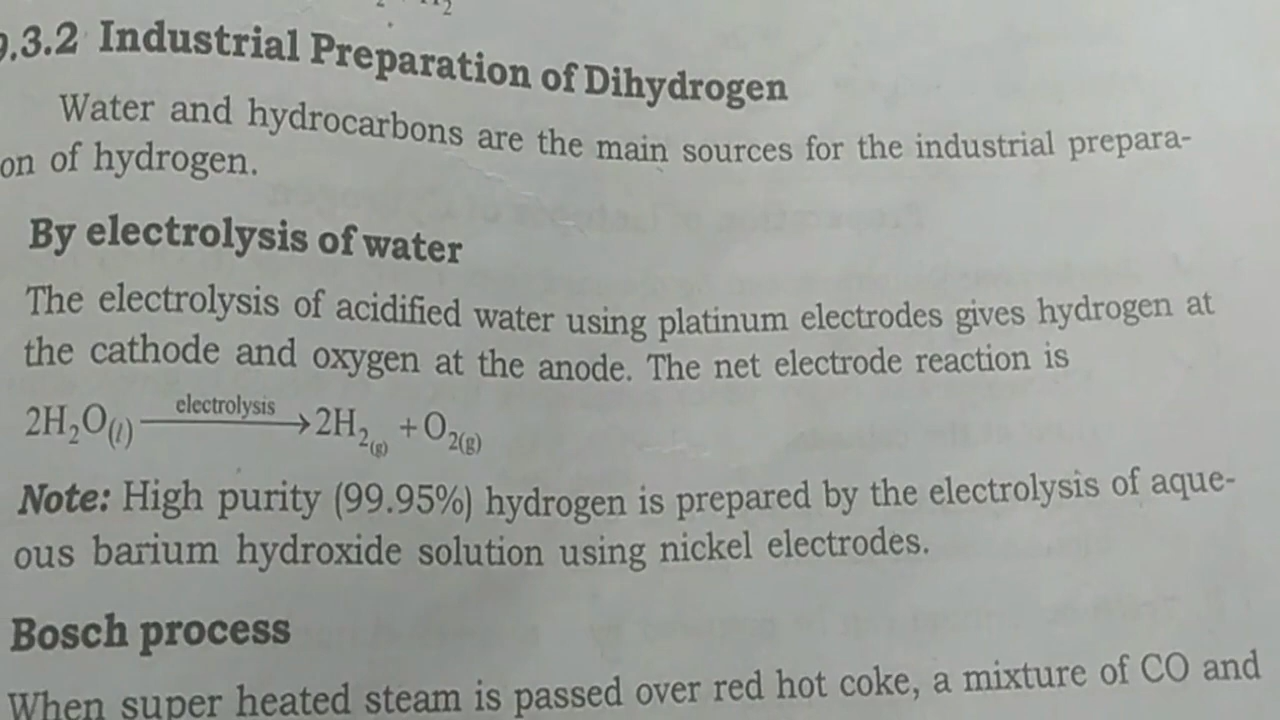 .3.2 Industrial Preparation of Dihydrogen
Water and hydrocarbons are the main sources for the industrial prepara-
on of hydrogen.
By electrolysis of water
The electrolysis of acidified water using platinum electrodes gives hydrogen at
the cathode and oxygen at the anode. The net electrode reaction is
2H₂O(l) electrolysis → 2H₂(g) + O₂(g)
Note: High purity (99.95%) hydrogen is prepared by the electrolysis of aque-
ous barium hydroxide solution using nickel electrodes.
Bosch process
When super heated steam is passed over red hot coke, a mixture of CO and